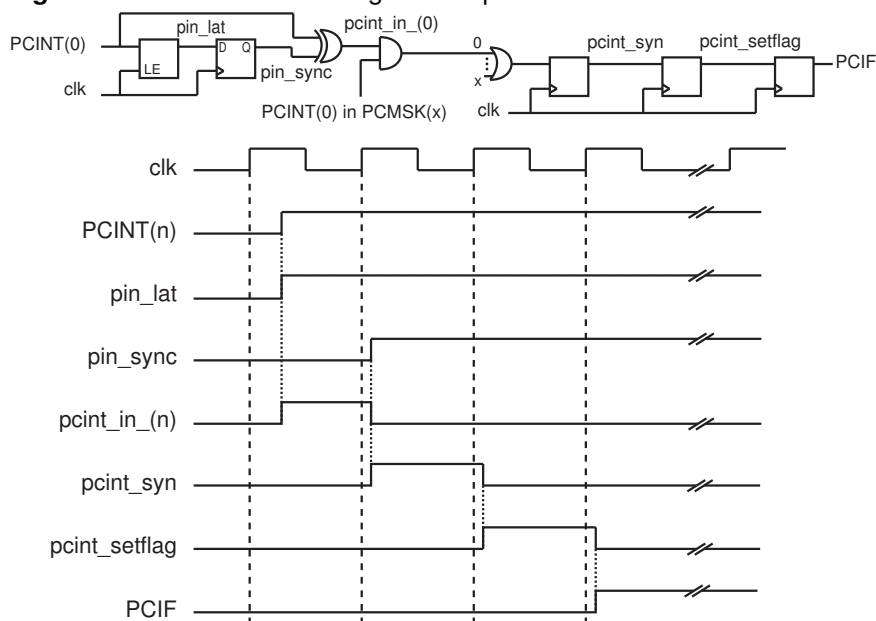 pin_lat
pcint_in_(0)
PCINT(0)
LE
D Q
pin_sync
clk
PCINT(0) in PCMSK(x)
0
x
clk
pcint_syn
pcint_setflag
PCIF
clk
PCINT(n)
pin_lat
pin_sync
pcint_in_(n)
pcint_syn
pcint_setflag
PCIF